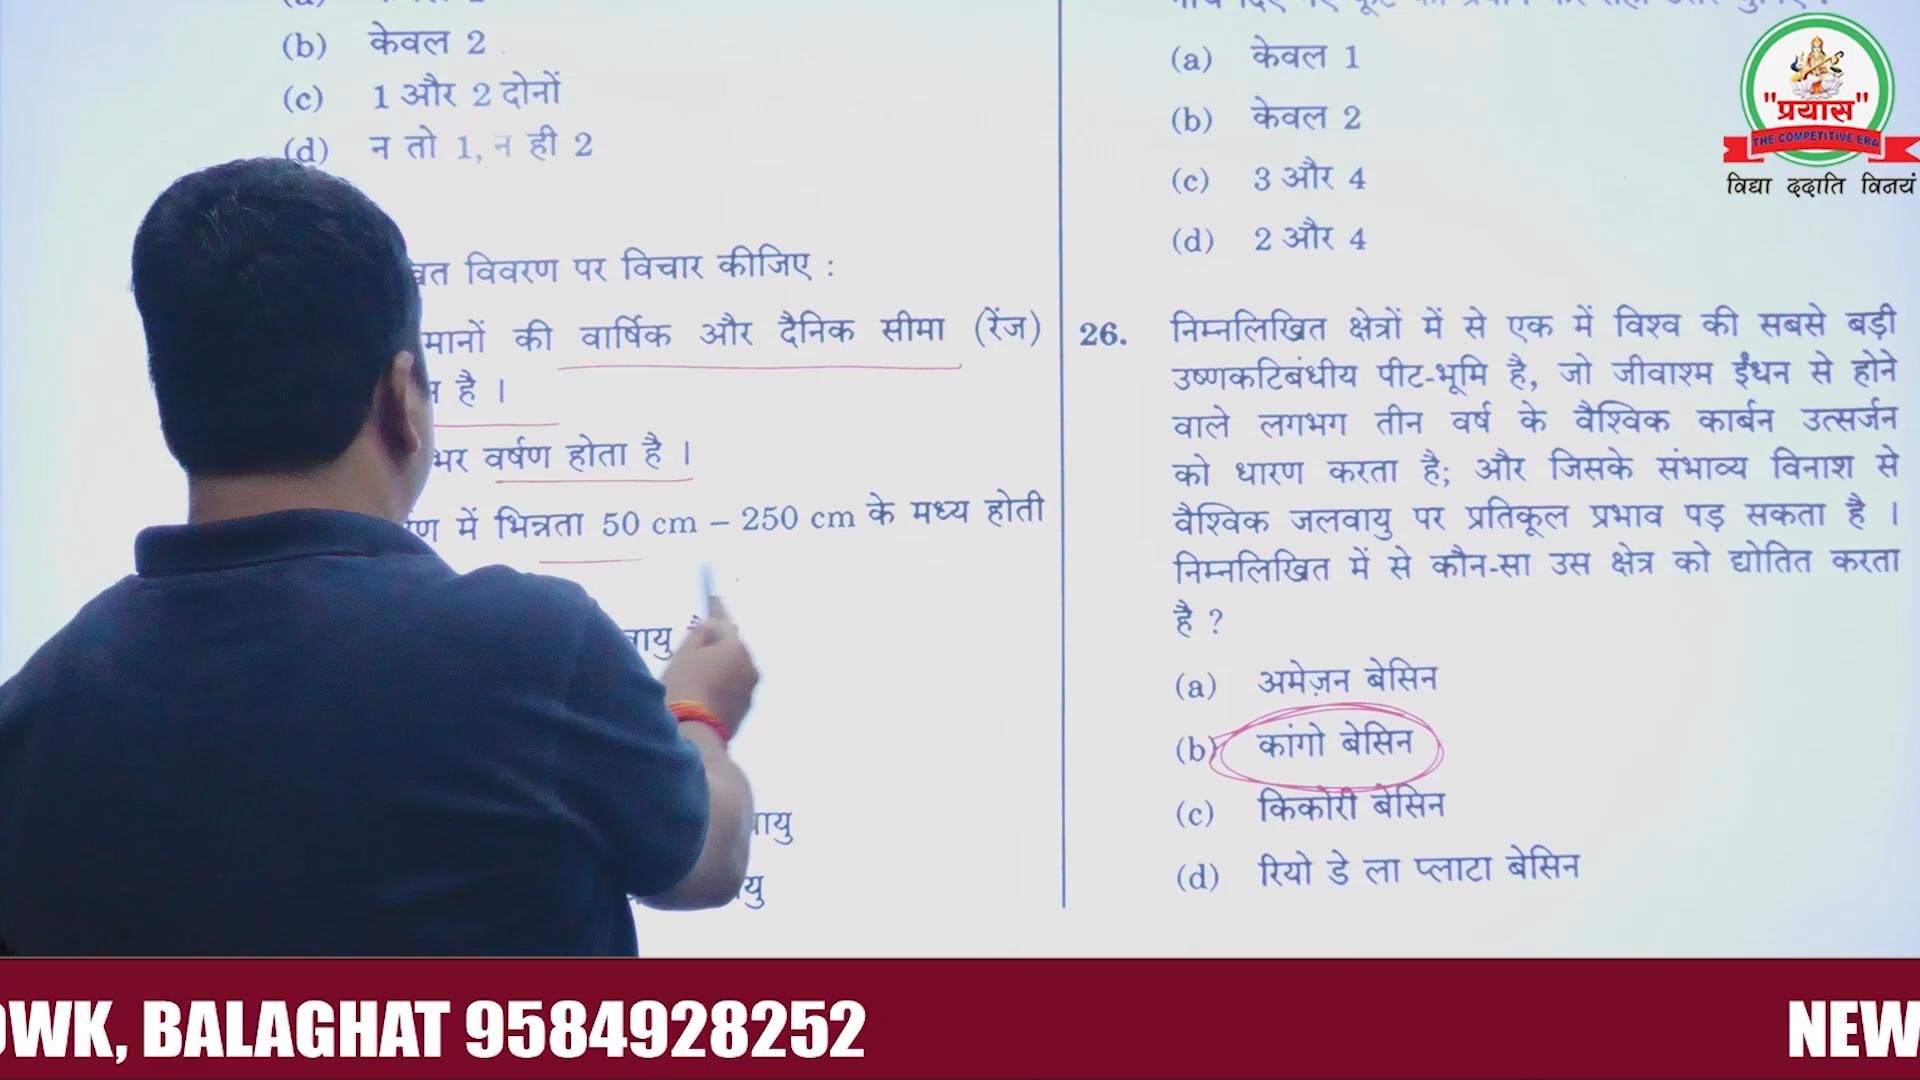 (b) केवल 2
(c) 1 और 2 दोनों
(d) न तो 1, न ही 2
विवरण पर विचार कीजिए :
की वार्षिक और दैनिक सीमा (रेंज)
है ।
वर्षण होता है ।
में भिन्नता 50 cm – 250 cm के मध्य होती
(a) केवल 1
(b) केवल 2
(c) 3 और 4
(d) 2 और 4
26. निम्नलिखित क्षेत्रों में से एक में विश्व की सबसे बड़ी
उष्णकटिबंधीय पीट-भूमि है, जो जीवाश्म ईंधन से होने
वाले लगभग तीन वर्ष के वैश्विक कार्बन उत्सर्जन
को धारण करता है; और जिसके संभाव्य विनाश से
वैश्विक जलवायु पर प्रतिकूल प्रभाव पड़ सकता है ।
निम्नलिखित में से कौन-सा उस क्षेत्र को द्योतित करता
है ?
(a) अमेज़न बेसिन
(b) कांगो बेसिन
(c) किकोरी बेसिन
(d) रियो डे ला प्लाटा बेसिन
"प्रयास"
THE COMPETITIVE ERA
विद्या ददाति विनयं
OWK, BALAGHAT 9584928252
NEW